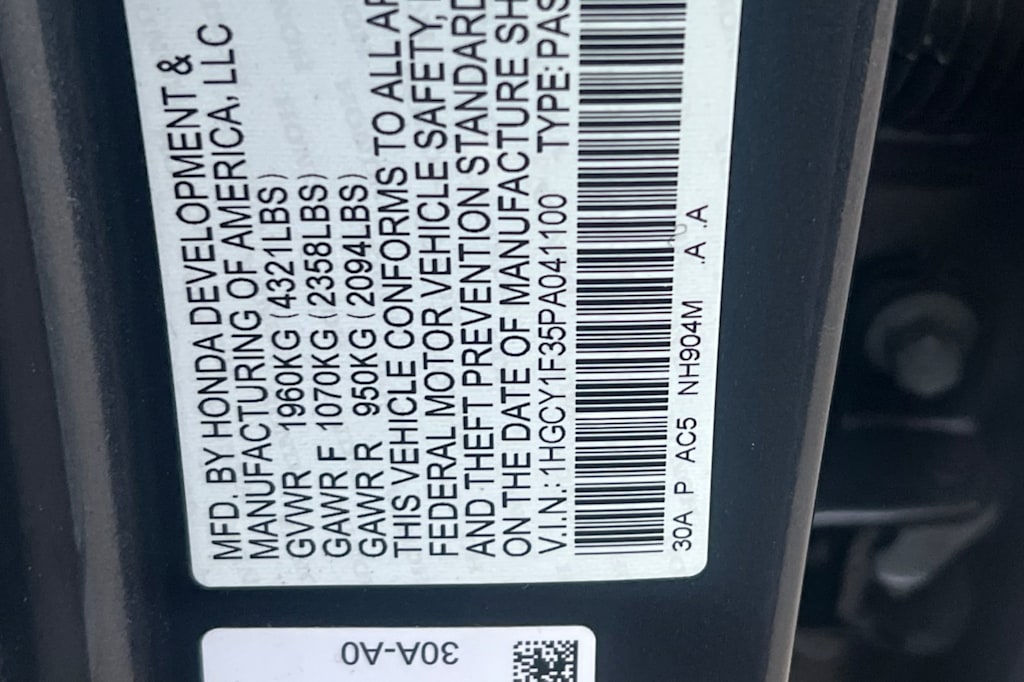 MFD. BY HONDA DEVELOPMENT &
MANUFACTURING OF AMERICA, LLC
GVWR 1960KG (4321LBS)
GAWR F 1070KG (2358LBS)
GAWR R 950KG (2094LBS)
THIS VEHICLE CONFORMS TO ALL
FEDERAL MOTOR VEHICLE SAFETY,
AND THEFT PREVENTION STANDARD
ON THE DATE OF MANUFACTURE SH
V.I.N.: 1HGCY1F35PA041100 TYPE: PAS
30A P AC5 NH904M .A .A
30A-A0